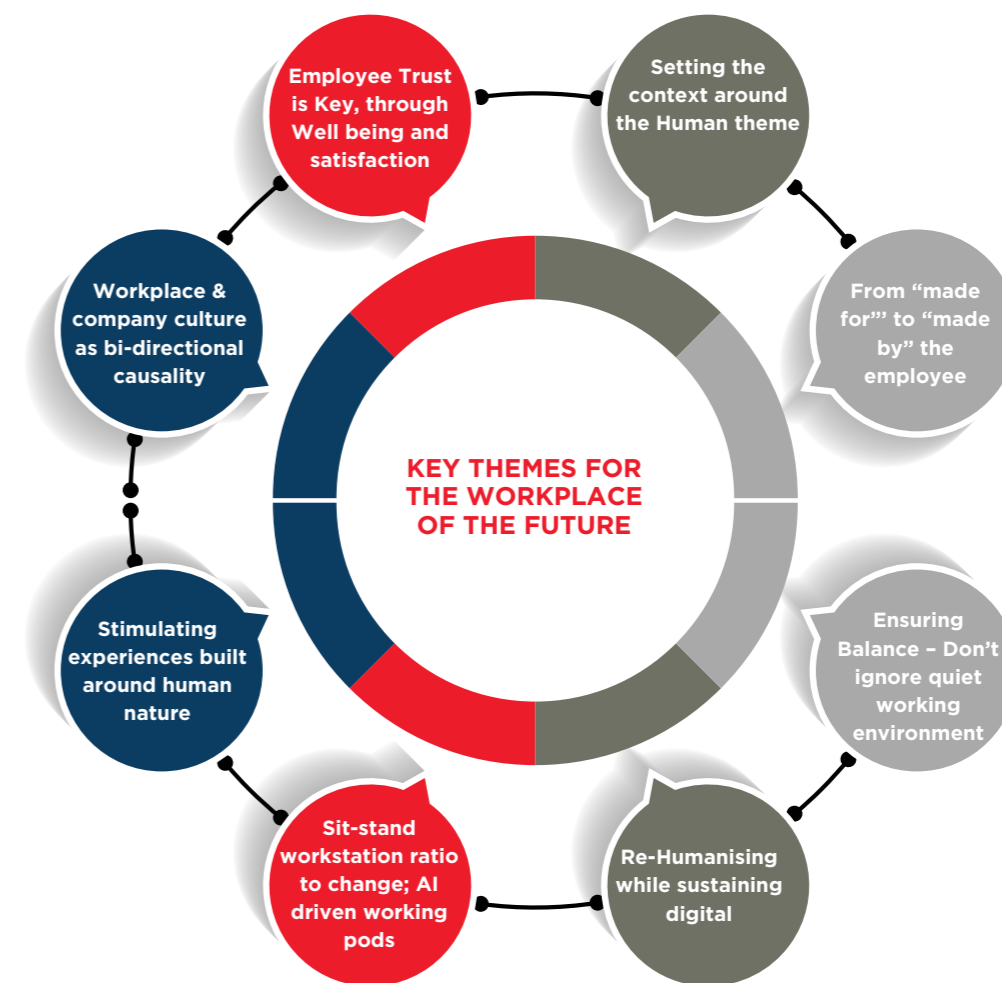 Employee Trust
is Key, through
Well being and
satisfaction
Setting the
context around
the Human theme
Workplace &
company culture
as bi-directional
causality
From “made
for”’ to “made
by” the
employee
KEY THEMES FOR
THE WORKPLACE
OF THE FUTURE
Stimulating
experiences built
around human
nature
Ensuring
Balance – Don’t
ignore quiet
working
environment
Sit-stand
workstation ratio
to change; AI
driven working
pods
Re-Humanising
while sustaining
digital